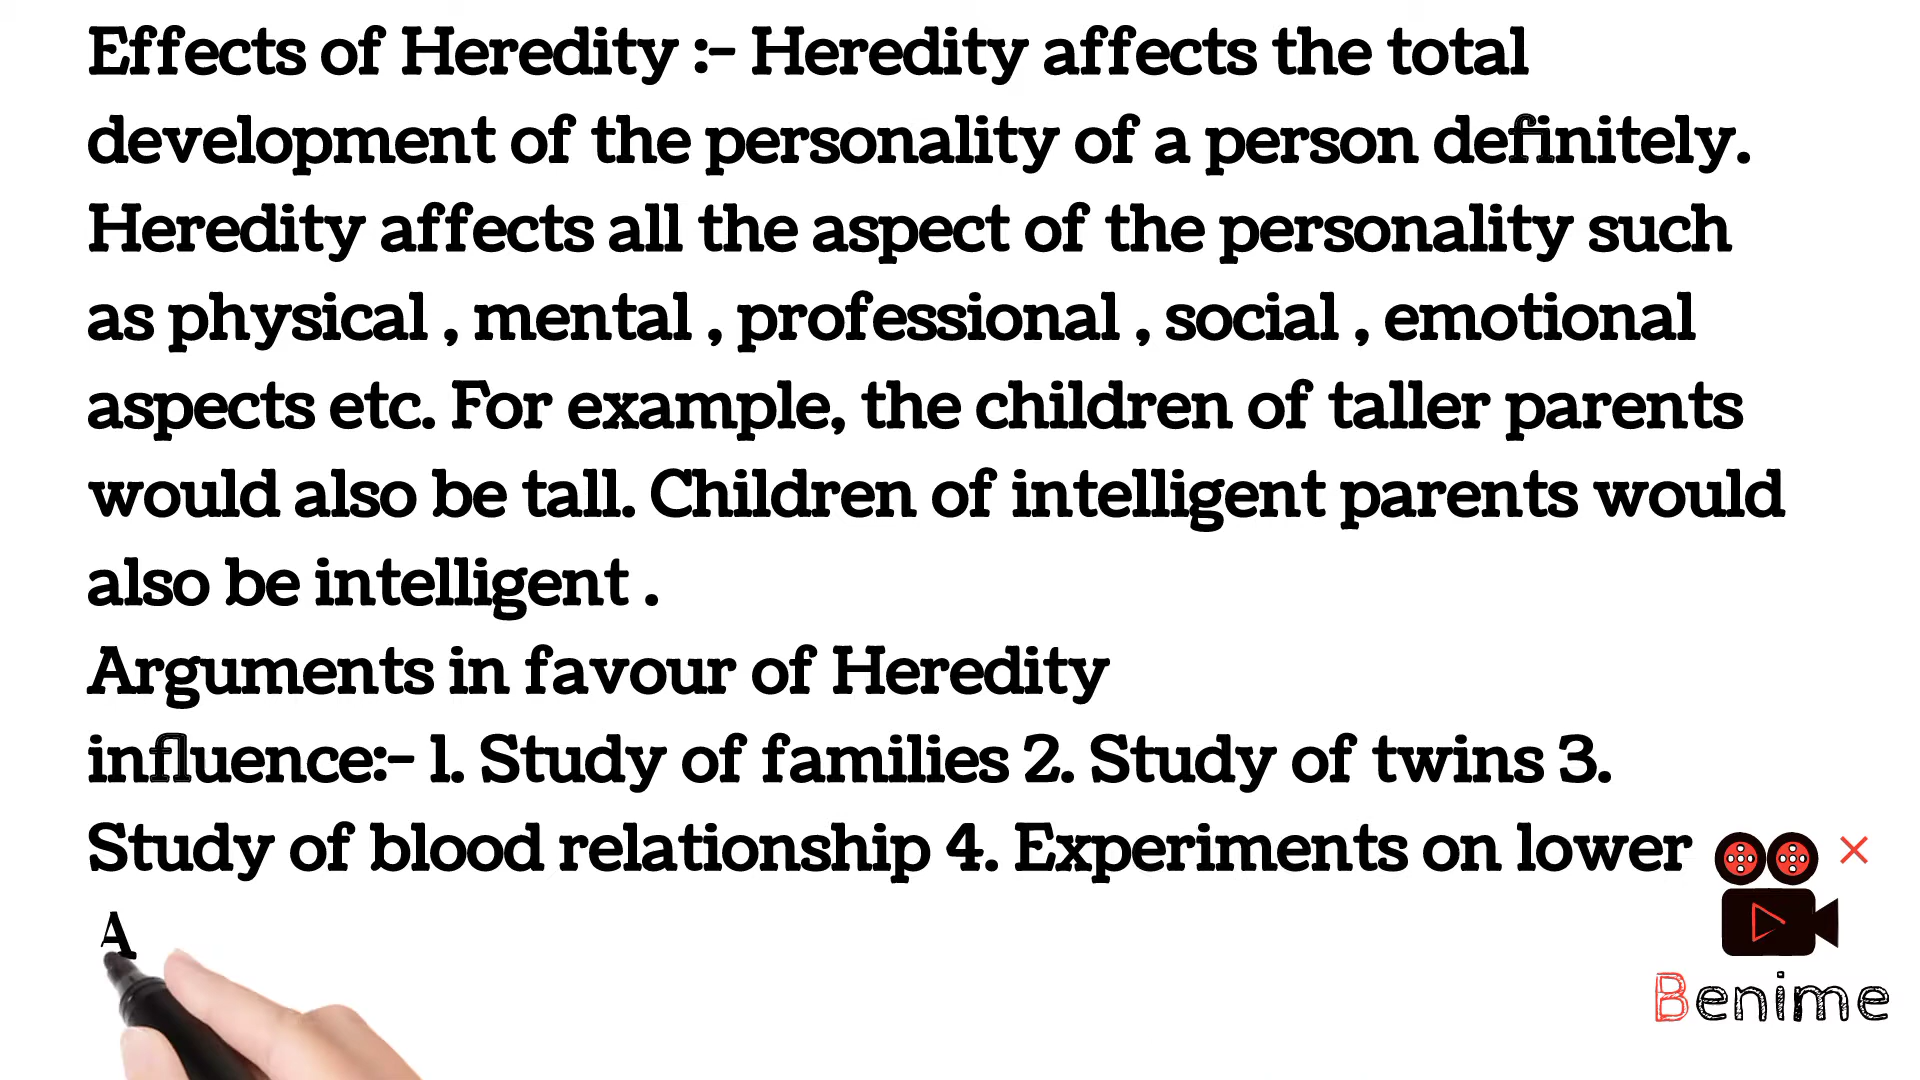 Effects of Heredity :- Heredity affects the total
development of the personality of a person definitely.
Heredity affects all the aspect of the personality such
as physical , mental , professional , social , emotional
aspects etc. For example, the children of taller parents
would also be tall. Children of intelligent parents would
also be intelligent .
Arguments in favour of Heredity
influence:- 1. Study of families 2. Study of twins 3.
Study of blood relationship 4. Experiments on lower
A
Benime